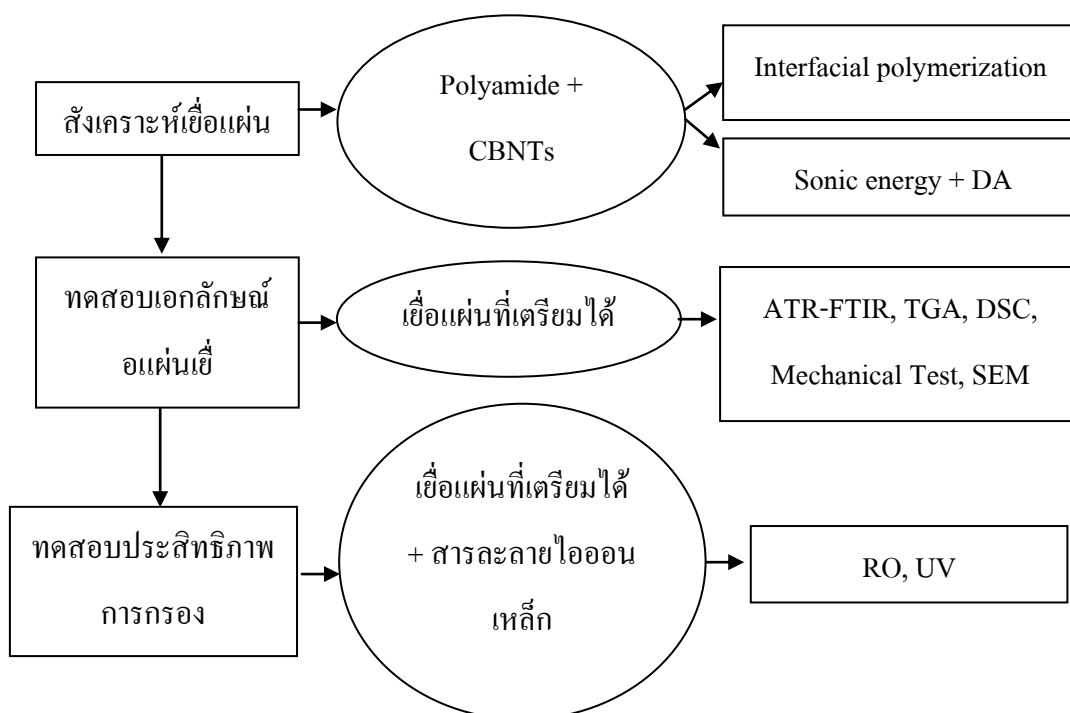 สังเคราะห์เยื่อแผ่น
Polyamide +
CBNTs
Interfacial polymerization
Sonic energy + DA
ทดสอบเอกลักษณ์
อแผ่นเยื่
เยื่อแผ่นที่เตรียมได้
ATR-FTIR, TGA, DSC,
Mechanical Test, SEM
ทดสอบประสิทธิภาพ
การกรอง
เยื่อแผ่นที่เตรียมได้
+ สารละลายไอออน
เหล็ก
RO, UV